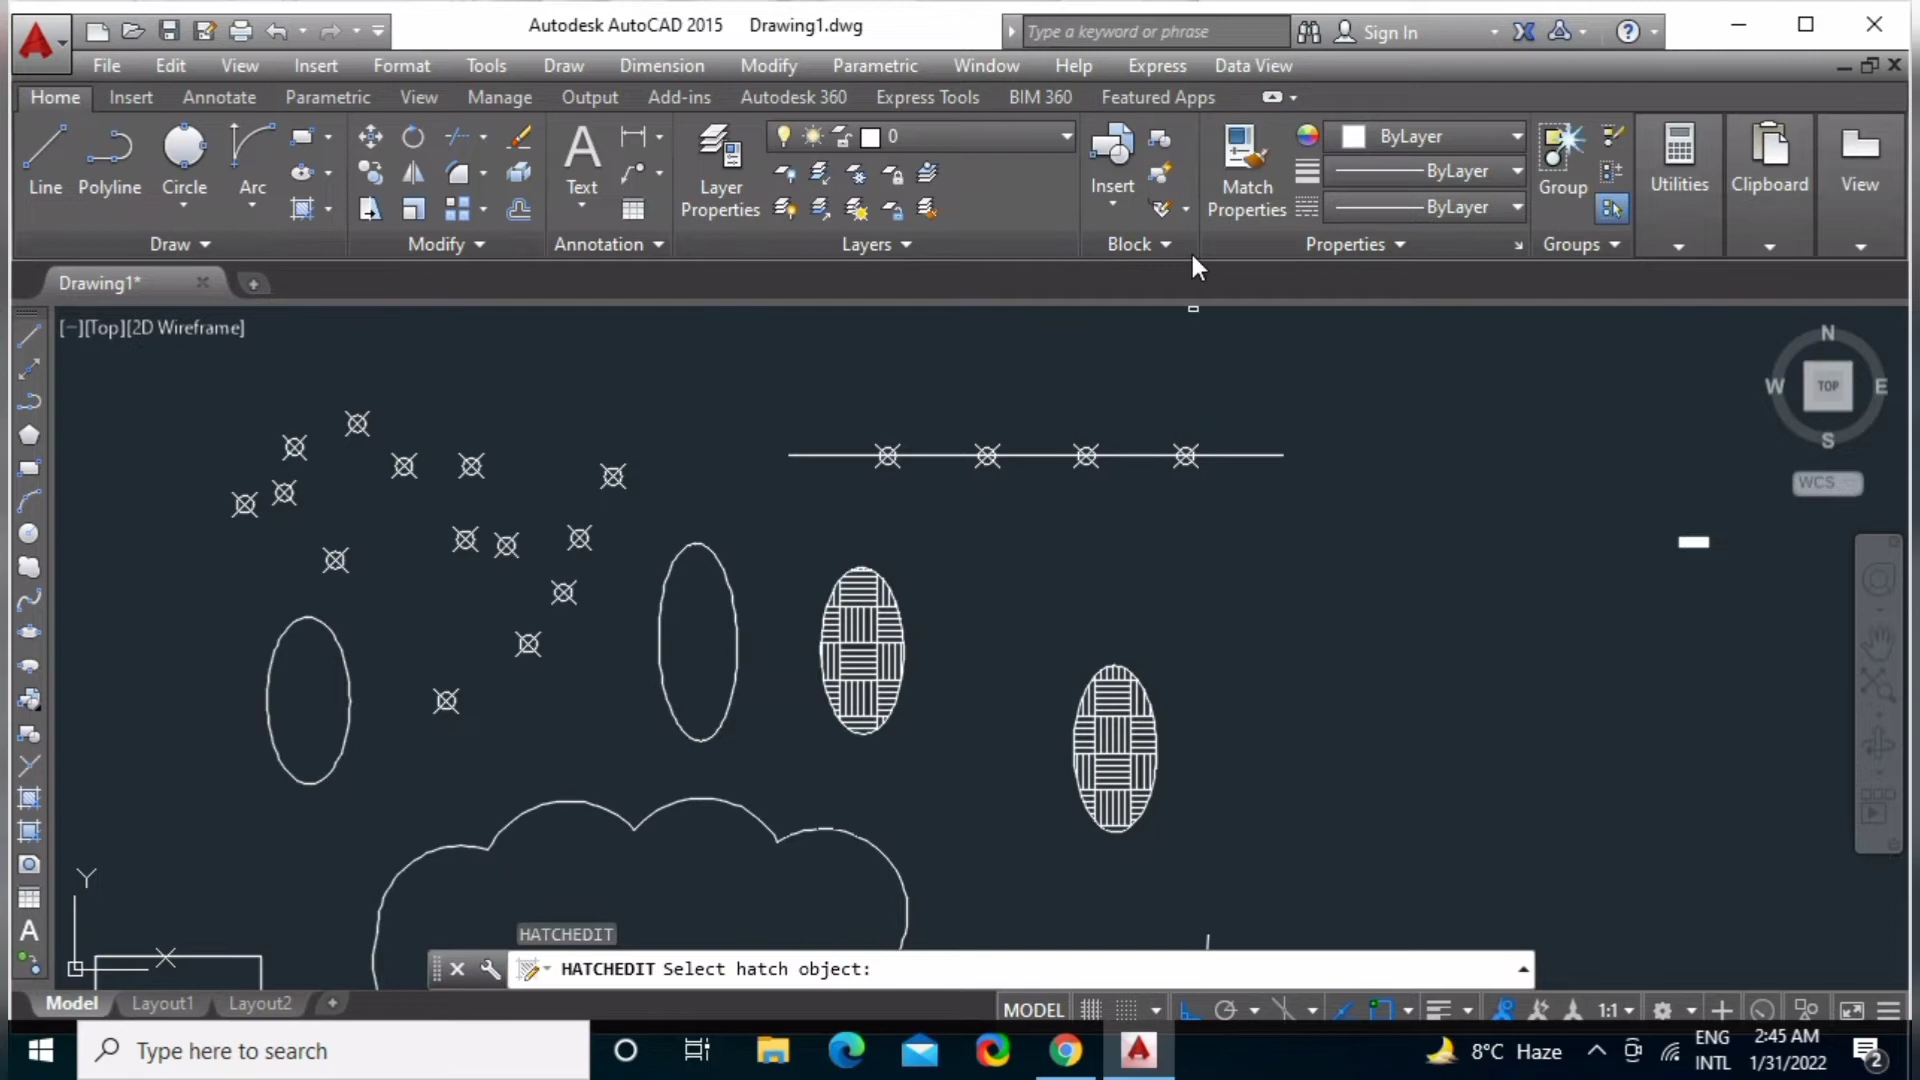 Autodesk AutoCAD 2015 Drawing1.dwg
Type a keyword or phrase
Sign In
File Edit View Insert Format Tools Draw Dimension Modify Parametric Window Help Express Data View
Home Insert Annotate Parametric View Manage Output Add-ins Autodesk 360 Express Tools BIM 360 Featured Apps
Line Polyline Circle Arc
Text
Layer Properties
0
Insert
Match Properties
ByLayer
ByLayer
ByLayer
Group
Utilities
Clipboard
View
Draw Modify Annotation Layers Block Properties Groups
Drawing1*
[−][Top][2D Wireframe]
N
W TOP E
S
WCS
Y
X
A
HATCHEDIT
HATCHEDIT Select hatch object:
Model Layout1 Layout2
MODEL 1:1
Type here to search
8°C Haze
ENG
INTL
2:45 AM
1/31/2022
2